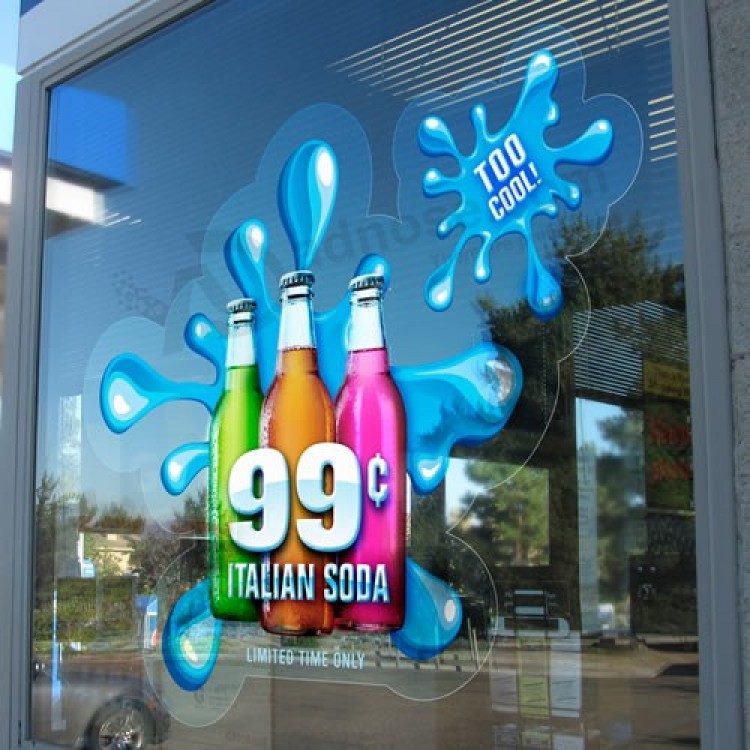 TOO
COOL!
99¢
ITALIAN SODA
LIMITED TIME ONLY